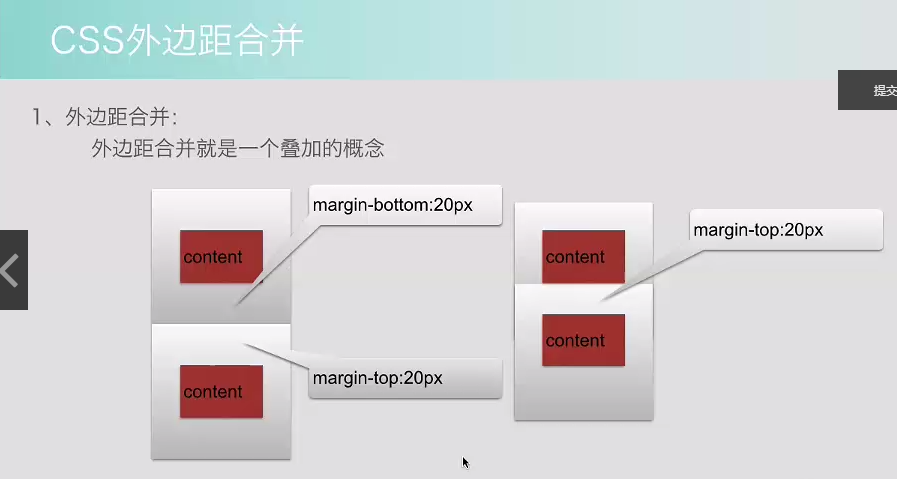 CSS外边距合并
提交
1、外边距合并：
外边距合并就是一个叠加的概念
margin-bottom:20px
content
content
margin-top:20px
content
margin-top:20px
content